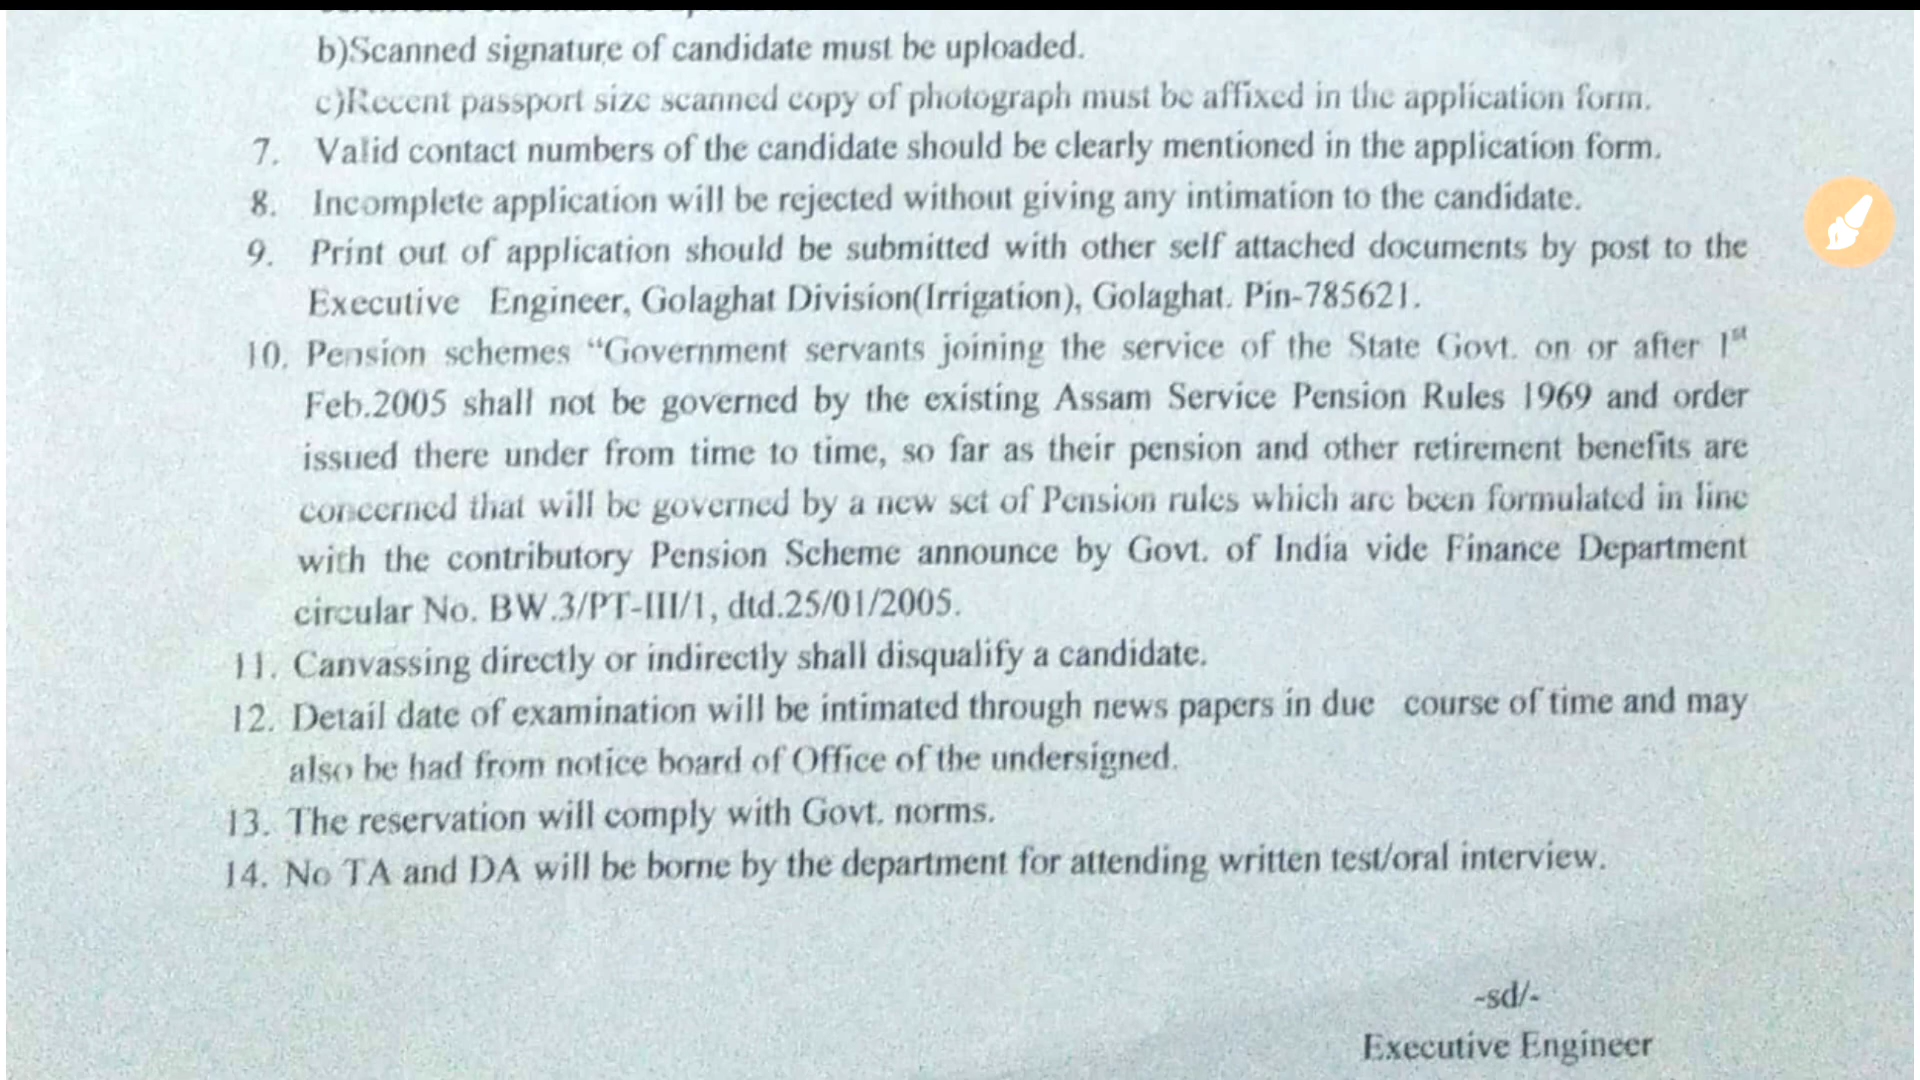 b)Scanned signature of candidate must be uploaded.
c)Recent passport size scanned copy of photograph must be affixed in the application form.
7. Valid contact numbers of the candidate should be clearly mentioned in the application form.
8. Incomplete application will be rejected without giving any intimation to the candidate.
9. Print out of application should be submitted with other self attached documents by post to the
Executive Engineer, Golaghat Division(Irrigation), Golaghat. Pin-785621.
10. Pension schemes “Government servants joining the service of the State Govt. on or after 1st
Feb.2005 shall not be governed by the existing Assam Service Pension Rules 1969 and order
issued there under from time to time, so far as their pension and other retirement benefits are
concerned that will be governed by a new set of Pension rules which are been formulated in line
with the contributory Pension Scheme announce by Govt. of India vide Finance Department
circular No. BW.3/PT-III/1, dtd.25/01/2005.
11. Canvassing directly or indirectly shall disqualify a candidate.
12. Detail date of examination will be intimated through news papers in due course of time and may
also be had from notice board of Office of the undersigned.
13. The reservation will comply with Govt. norms.
14. No TA and DA will be borne by the department for attending written test/oral interview.
-sd/-
Executive Engineer